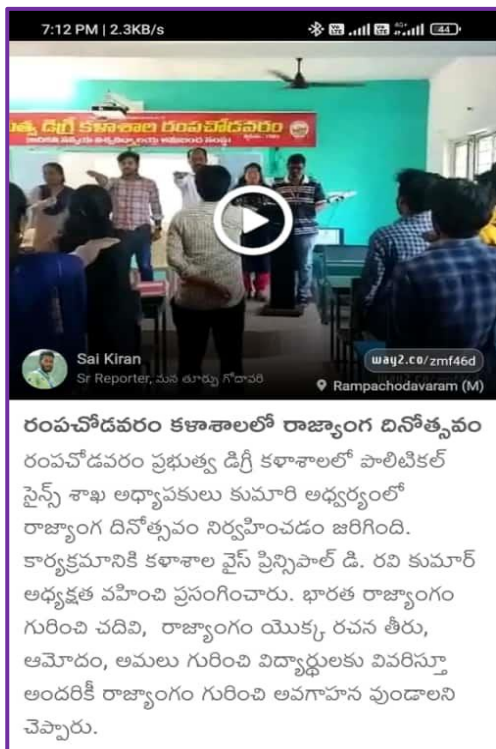 7:12 PM | 2.3KB/s
44
త్వ డిగ్రీ కళాశాల రంపచోడవరం
Sai Kiran
Sr Reporter, మన తూర్పు గోదావరి
way2.co/zmf46d
Rampachodavaram (M)
రంపచోడవరం కళాశాలలో రాజ్యాంగ దినోత్సవం
రంపచోడవరం ప్రభుత్వ డిగ్రీ కళాశాలలో పొలిటికల్
సైన్స్ శాఖ అధ్యాపకులు కుమారి అధ్వర్యంలో
రాజ్యాంగ దినోత్సవం నిర్వహించడం జరిగింది.
కార్యక్రమానికి కళాశాల వైస్ ప్రిన్సిపాల్ డి. రవి కుమార్
అధ్యక్షత వహించి ప్రసంగించారు. భారత రాజ్యాంగం
గురించి చదివి, రాజ్యాంగం యొక్క రచన తీరు,
ఆమోదం, అమలు గురించి విద్యార్థులకు వివరిస్తూ
అందరికీ రాజ్యాంగం గురించి అవగాహన వుండాలని
చెప్పారు.